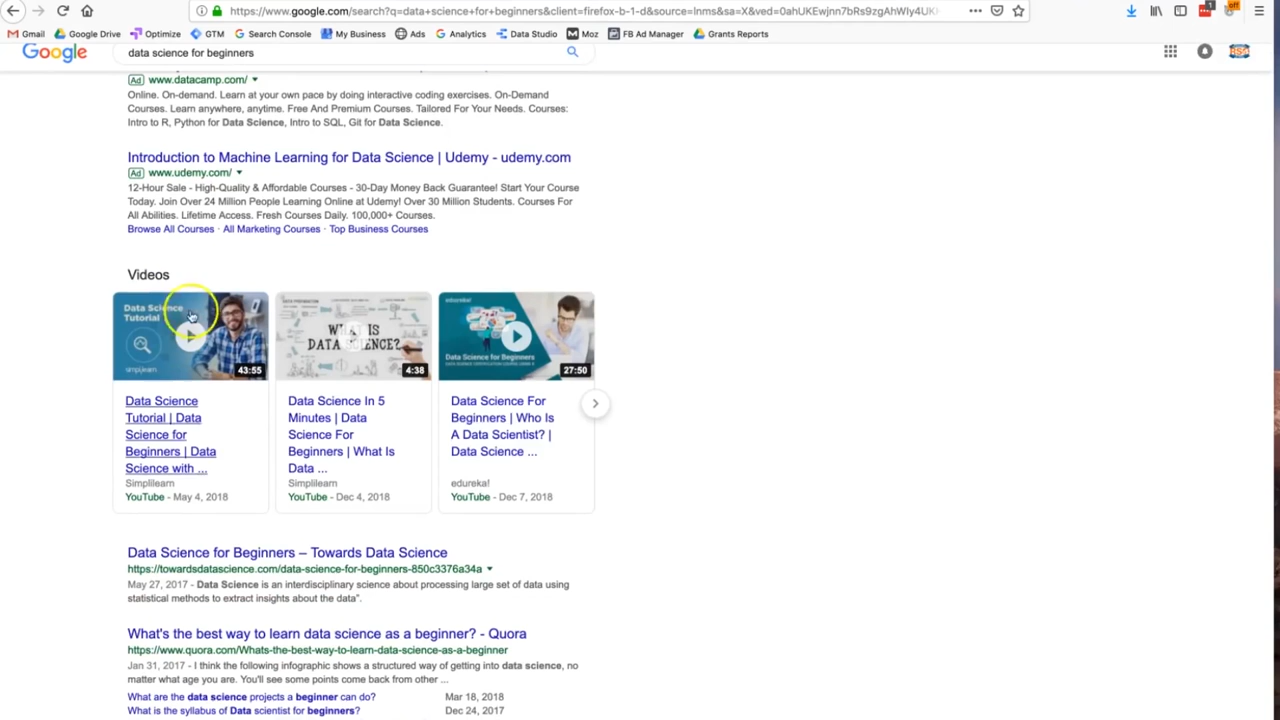 https://www.google.com/search?q=data+science+for+beginners&client=firefox-b-1-d&source=lnms&sa=X&ved=0ahUKEwjnn7bRs9zgAhWIy4UK
Gmail Google Drive Optimize GTM Search Console My Business Ads Analytics Data Studio Moz FB Ad Manager Grants Reports
1 off
Google data science for beginners
Ad www.datacamp.com/
Online. On-demand. Learn at your own pace by doing interactive coding exercises. On-Demand
Courses. Learn anywhere, anytime. Free And Premium Courses. Tailored For Your Needs. Courses:
Intro to R, Python for Data Science, Intro to SQL, Git for Data Science.
Introduction to Machine Learning for Data Science | Udemy - udemy.com
Ad www.udemy.com/
12-Hour Sale - High-Quality & Affordable Courses - 30-Day Money Back Guarantee! Start Your Course
Today. Join Over 24 Million People Learning Online at Udemy! Over 30 Million Students. Courses For
All Abilities. Lifetime Access. Fresh Courses Daily. 100,000+ Courses.
Browse All Courses · All Marketing Courses · Top Business Courses
Videos
Data Science
Tutorial
simplilearn
43:55
DATA PREPARATION
WHAT IS
DATA SCIENCE?
4:38
edureka!
Data Science for Beginners
27:50
Data Science
Tutorial | Data
Science for
Beginners | Data
Science with ...
Simplilearn
YouTube - May 4, 2018
Data Science In 5
Minutes | Data
Science For
Beginners | What Is
Data ...
Simplilearn
YouTube - Dec 4, 2018
Data Science For
Beginners | Who Is
A Data Scientist? |
Data Science ...
edureka!
YouTube - Dec 7, 2018
Data Science for Beginners – Towards Data Science
https://towardsdatascience.com/data-science-for-beginners-850c3376a34a
May 27, 2017 - Data Science is an interdisciplinary science about processing large set of data using
statistical methods to extract insights about the data".
What's the best way to learn data science as a beginner? - Quora
https://www.quora.com/Whats-the-best-way-to-learn-data-science-as-a-beginner
Jan 31, 2017 - I think the following infographic shows a structured way of getting into data science, no
matter what age you are. You'll see some points come back from other ...
What are the data science projects a beginner can do? Mar 18, 2018
What is the syllabus of Data scientist for beginners? Dec 24, 2017